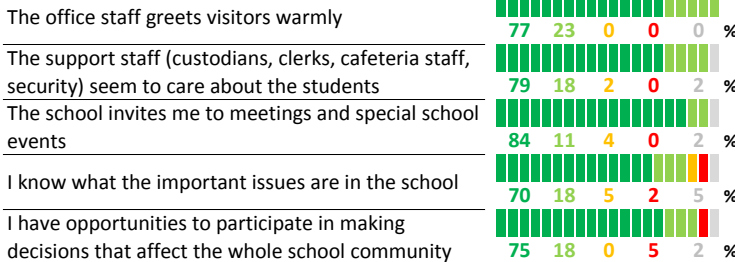 The office staff greets visitors warmly
77 23 0 0 0 %
The support staff (custodians, clerks, cafeteria staff,
security) seem to care about the students
79 18 2 0 2 %
The school invites me to meetings and special school
events
84 11 4 0 2 %
I know what the important issues are in the school
70 18 5 2 5 %
I have opportunities to participate in making
decisions that affect the whole school community
75 18 0 5 2 %